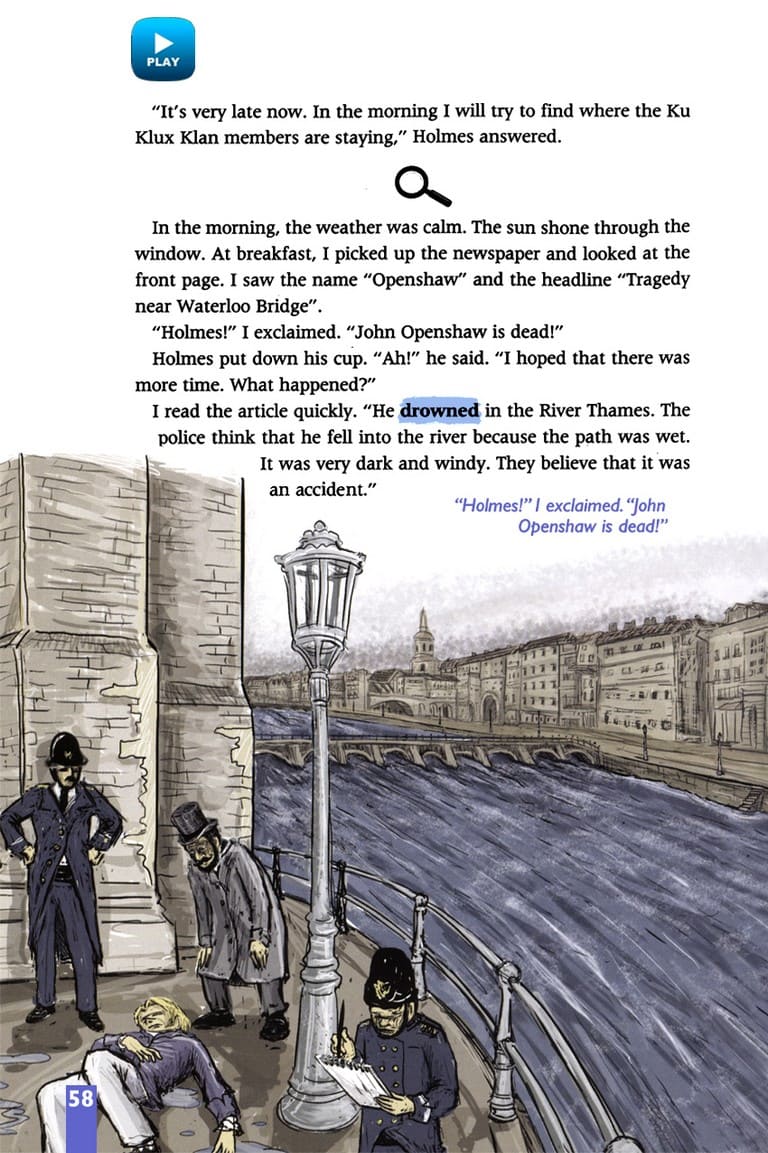 PLAY
“It’s very late now. In the morning I will try to find where the Ku
Klux Klan members are staying,” Holmes answered.
In the morning, the weather was calm. The sun shone through the
window. At breakfast, I picked up the newspaper and looked at the
front page. I saw the name “Openshaw” and the headline “Tragedy
near Waterloo Bridge”.
“Holmes!” I exclaimed. “John Openshaw is dead!”
Holmes put down his cup. “Ah!” he said. “I hoped that there was
more time. What happened?”
I read the article quickly. “He drowned in the River Thames. The
police think that he fell into the river because the path was wet.
It was very dark and windy. They believe that it was
an accident.”
“Holmes!” I exclaimed. “John
Openshaw is dead!”
58